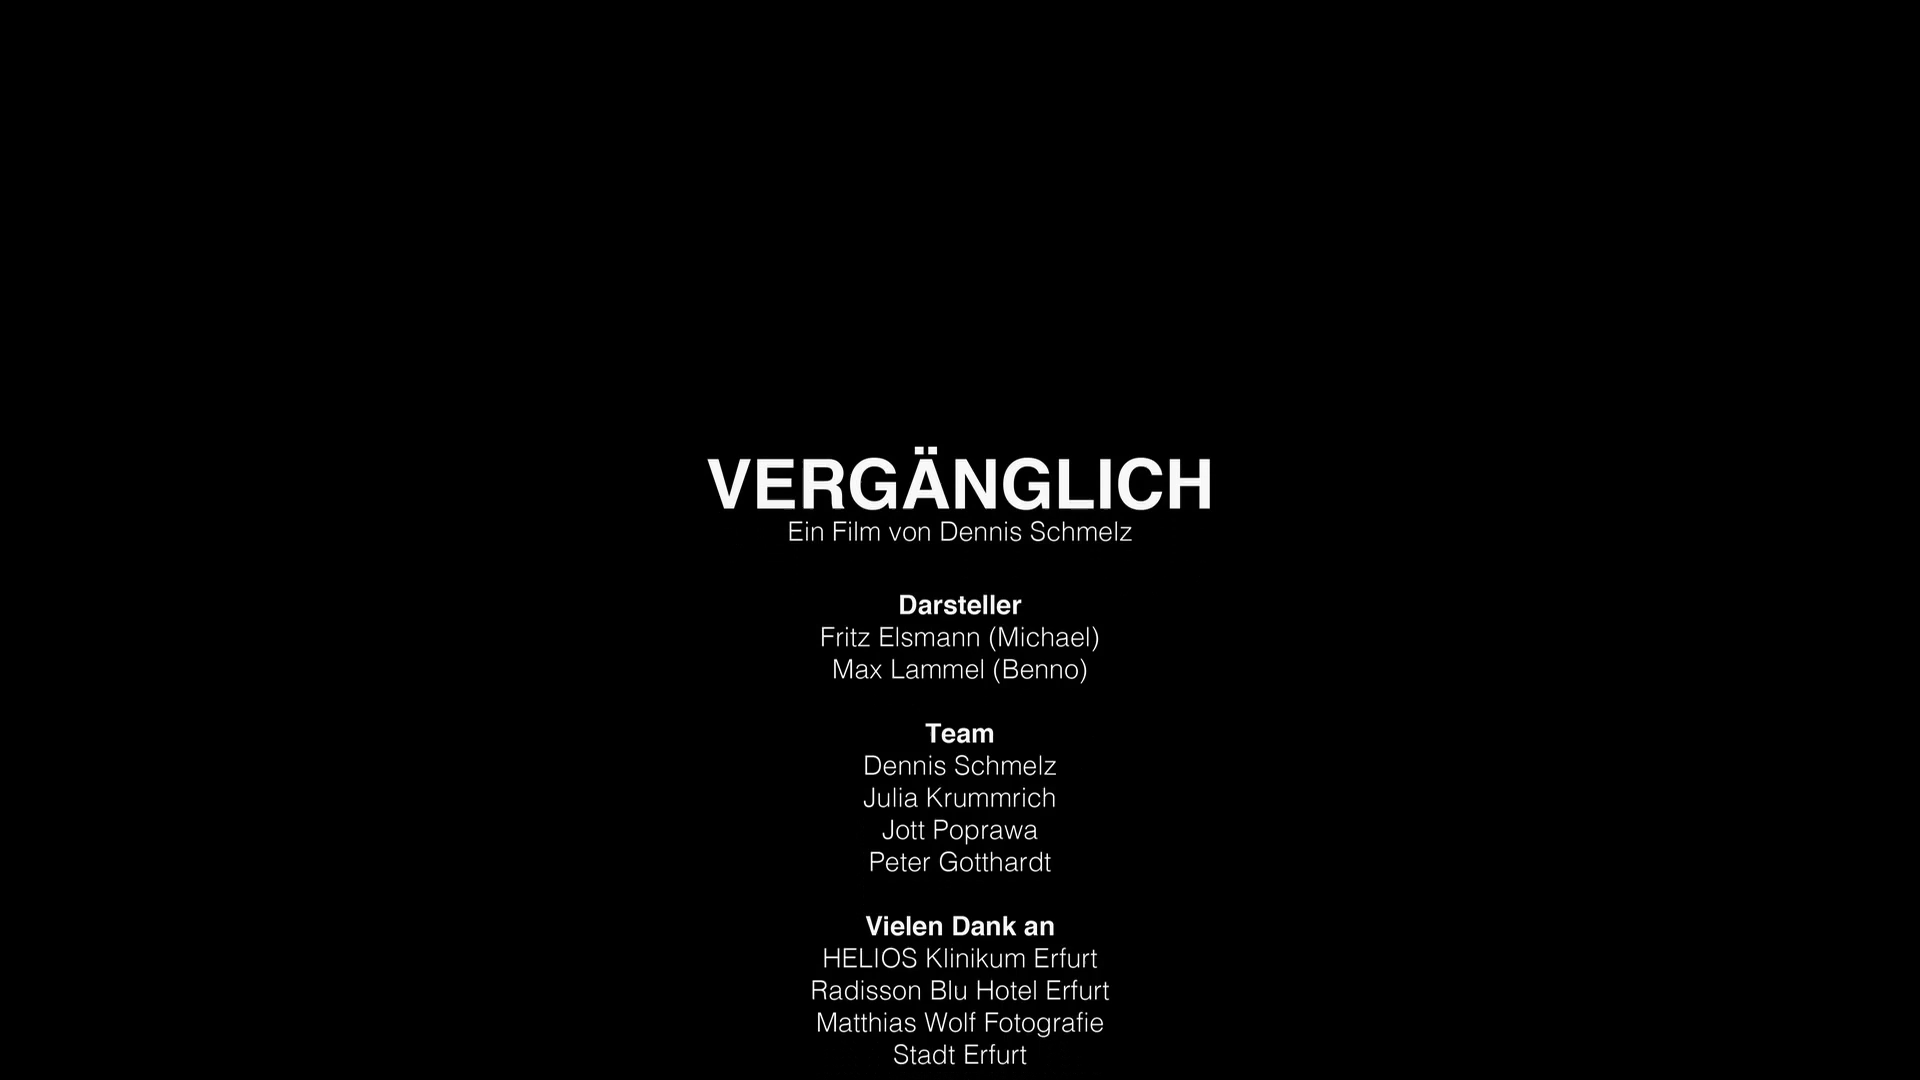 VERGÄNGLICH
Ein Film von Dennis Schmelz
Darsteller
Fritz Elsmann (Michael)
Max Lammel (Benno)
Team
Dennis Schmelz
Julia Krummrich
Jott Poprawa
Peter Gotthardt
Vielen Dank an
HELIOS Klinikum Erfurt
Radisson Blu Hotel Erfurt
Matthias Wolf Fotografie
Stadt Erfurt